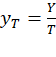 y_T = Y/T